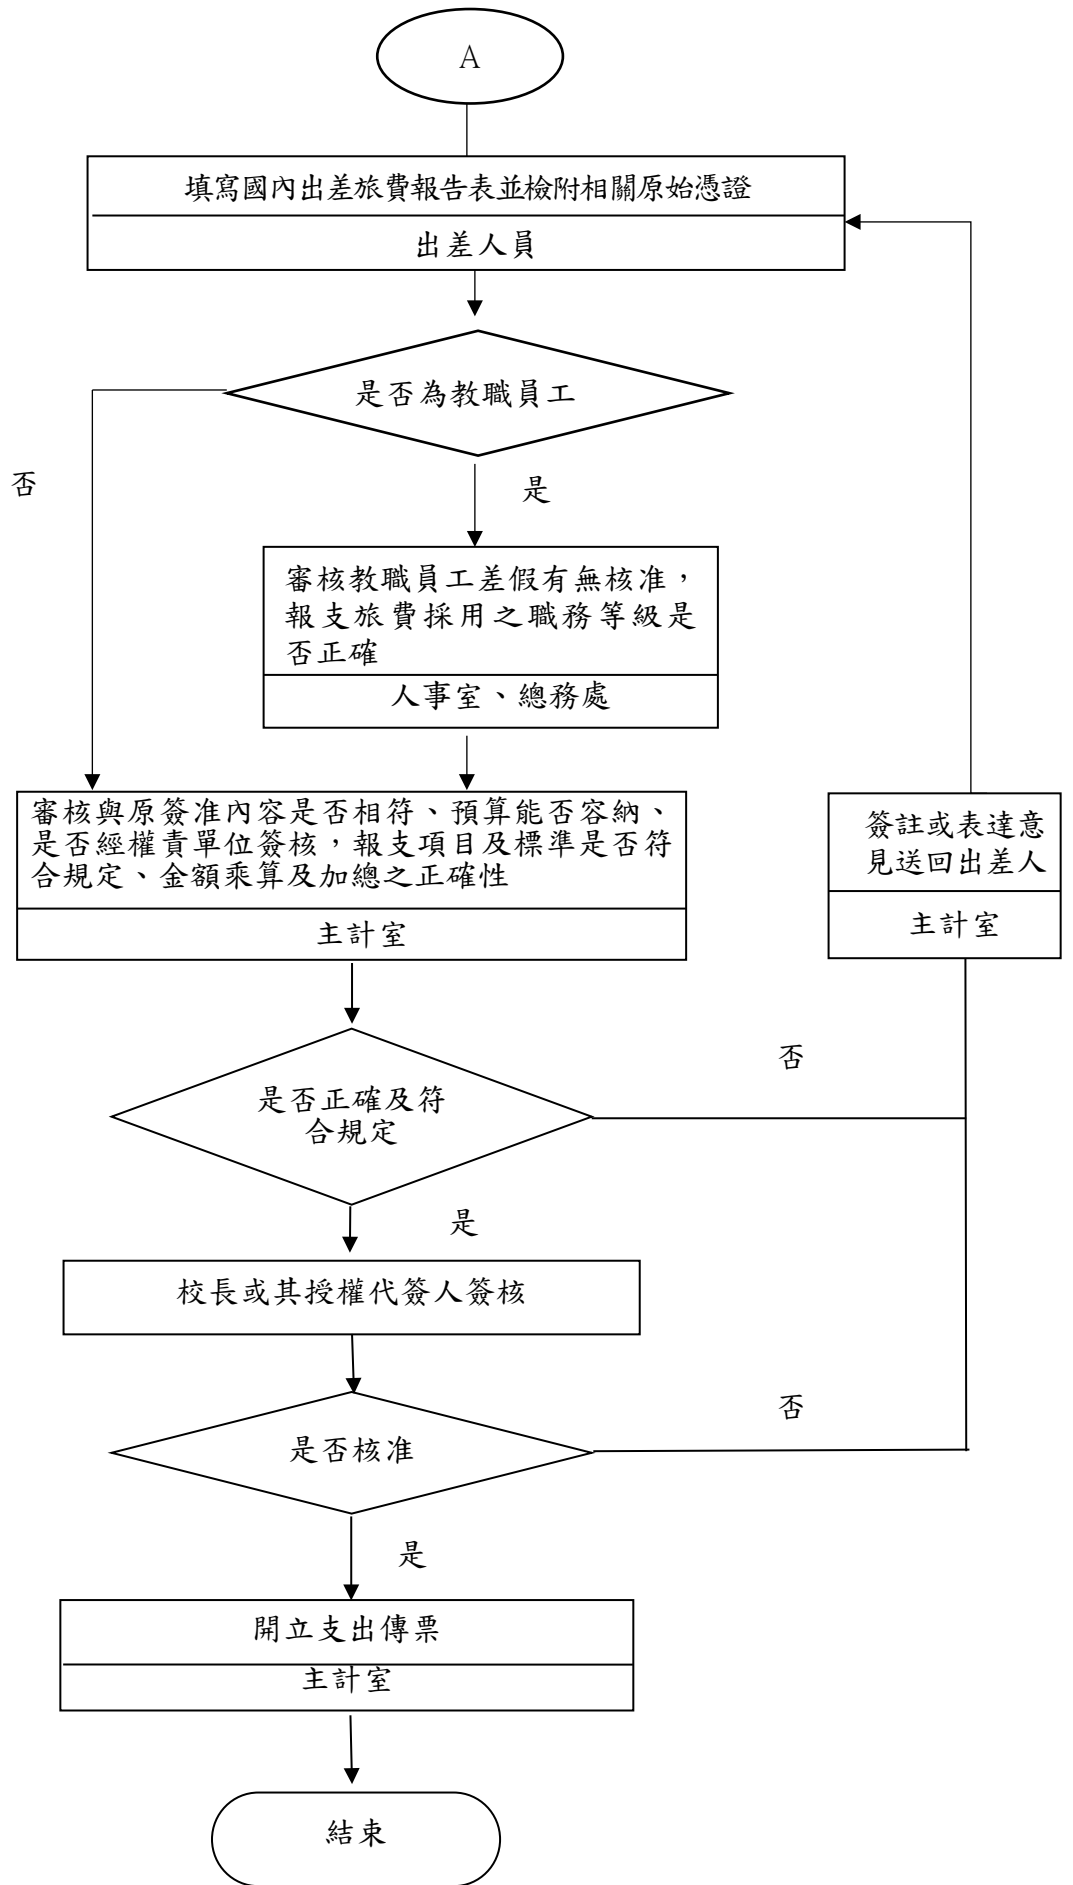 A
填寫國內出差旅費報告表並檢附相關原始憑證
出差人員
是否為教職員工
否
是
審核教職員工差假有無核准，
報支旅費採用之職務等級是
否正確
人事室、總務處
審核與原簽准內容是否相符、預算能否容納、
是否經權責單位簽核，報支項目及標準是否符
合規定、金額乘算及加總之正確性
主計室
簽註或表達意
見送回出差人
主計室
否
是否正確及符
合規定
是
校長或其授權代簽人簽核
否
是否核准
是
開立支出傳票
主計室
結束